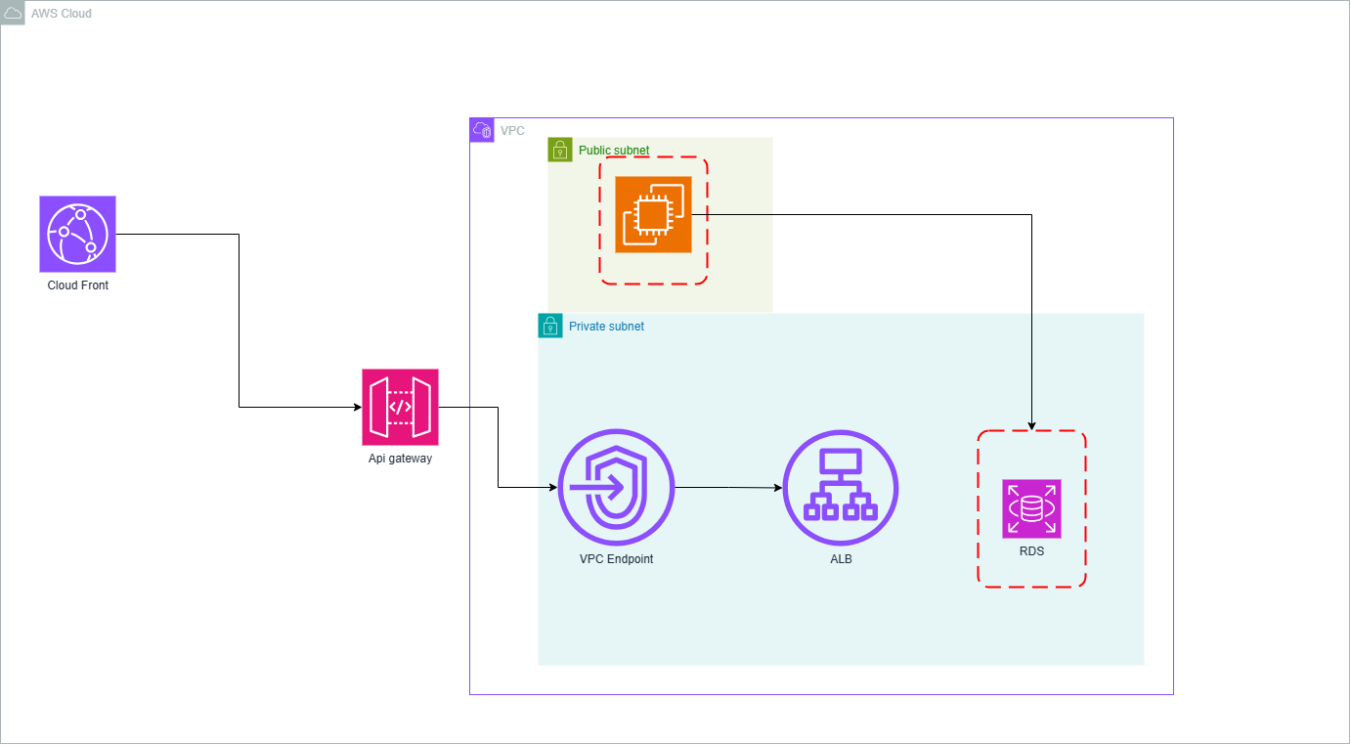 AWS Cloud
VPC
Public subnet
Cloud Front
Private subnet
Api gateway
VPC Endpoint
ALB
RDS